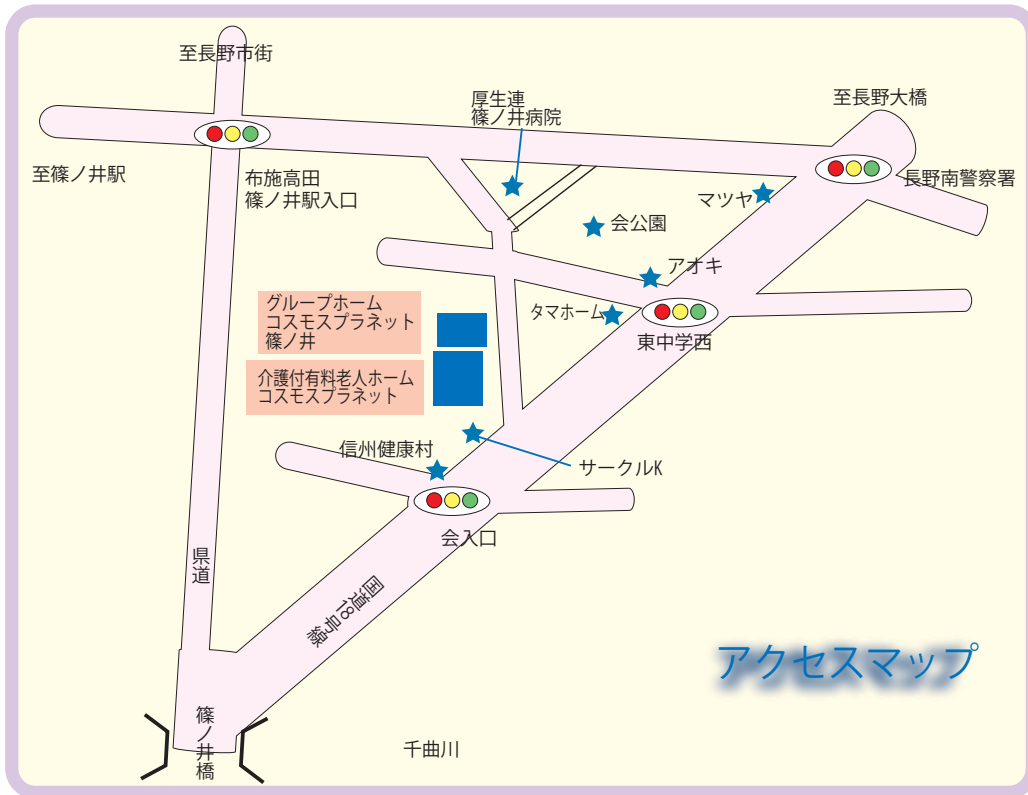 至長野市街
厚生連
篠ノ井病院
至長野大橋
至篠ノ井駅
布施高田
篠ノ井駅入口
長野南警察署
マツヤ
会公園
アオキ
タマホーム
東中学西
グループホーム
コスモスプラネット
篠ノ井
介護付有料老人ホーム
コスモスプラネット
信州健康村
サークルK
会入口
県道
国道18号線
アクセスマップ
篠ノ井橋
千曲川